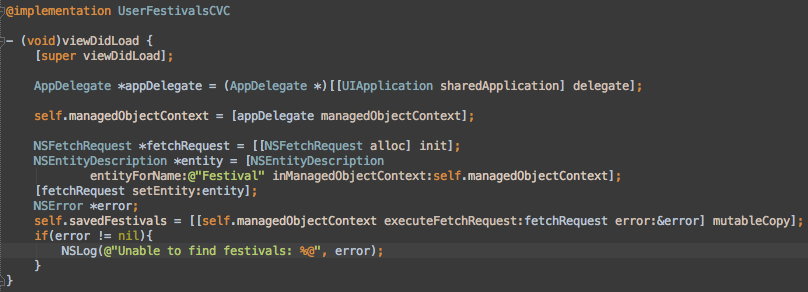 @implementation UserFestivalsCVC
- (void)viewDidLoad {
[super viewDidLoad];
AppDelegate *appDelegate = (AppDelegate *)[[UIApplication sharedApplication] delegate];
self.managedObjectContext = [appDelegate managedObjectContext];
NSFetchRequest *fetchRequest = [[NSFetchRequest alloc] init];
NSEntityDescription *entity = [NSEntityDescription
entityForName:@"Festival" inManagedObjectContext:self.managedObjectContext];
[fetchRequest setEntity:entity];
NSError *error;
self.savedFestivals = [[self.managedObjectContext executeFetchRequest:fetchRequest error:&error] mutableCopy];
if(error != nil){
NSLog(@"Unable to find festivals: %@", error);
}
}